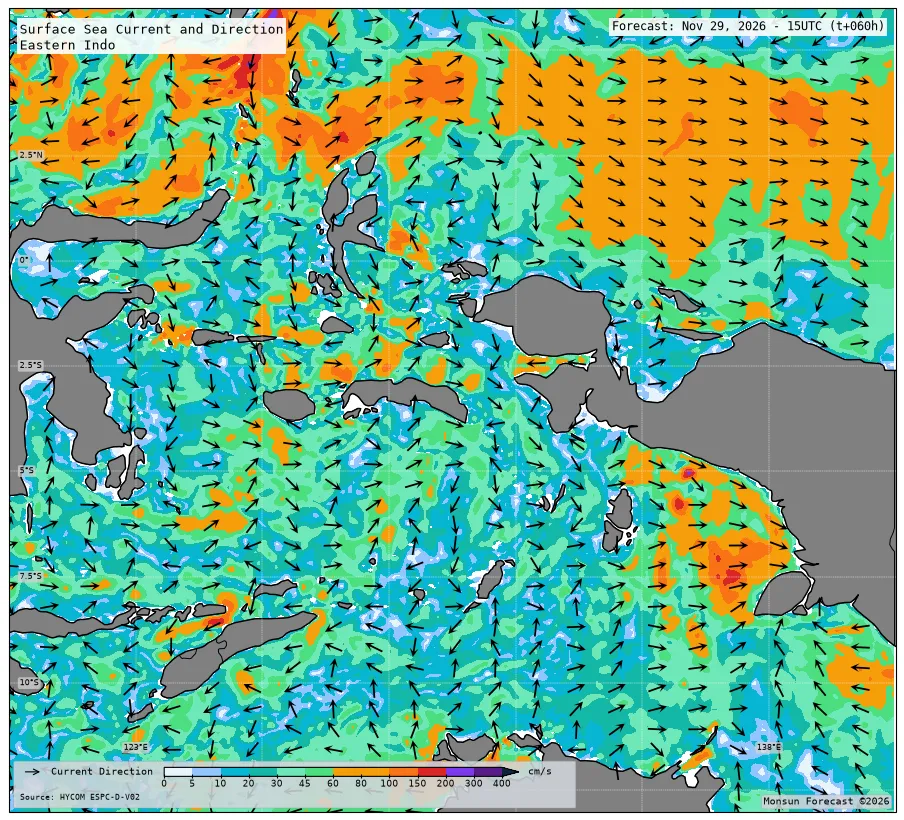 Surface Sea Current and Direction
Eastern Indo
Forecast: Nov 29, 2026 - 15UTC (t+060h)
2.5°N
0°
2.5°S
5°S
7.5°S
10°S
123°E
138°E
Current Direction
0 5 10 20 30 45 60 80 100 150 200 300 400
cm/s
Source: HYCOM ESPC-D-V02
Monsun Forecast ©2026